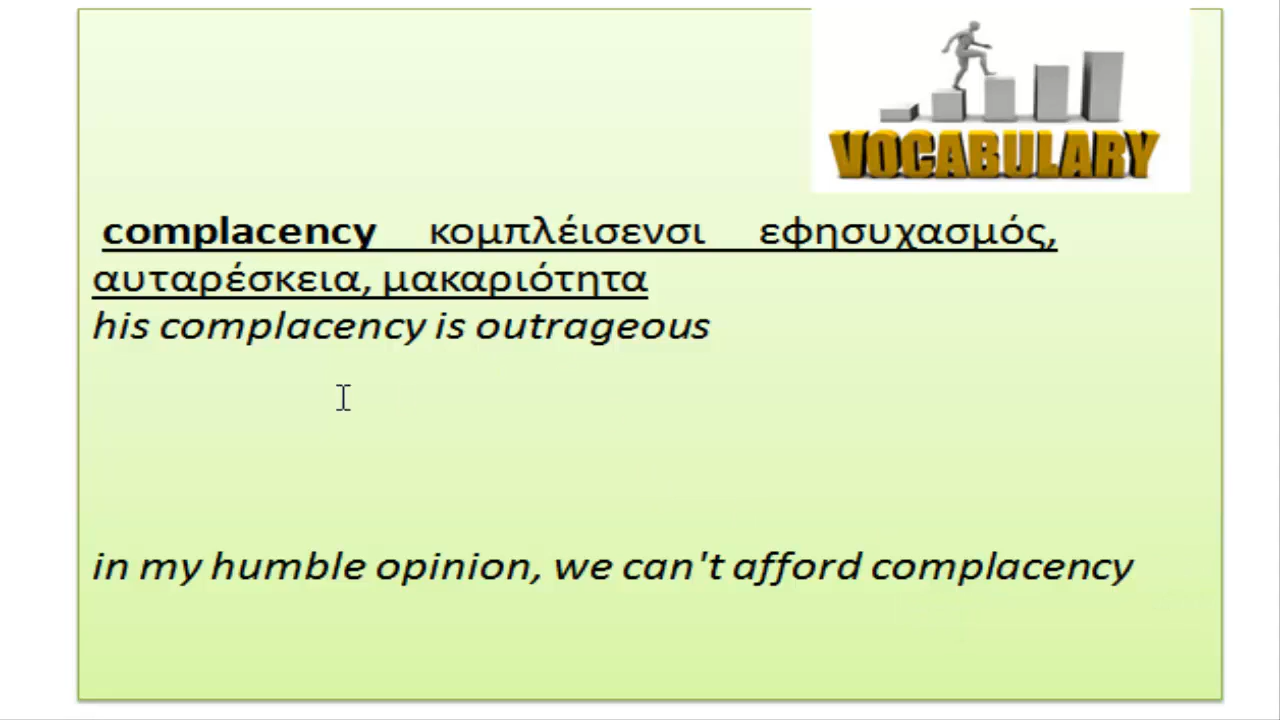 VOCABULARY
complacency κομπλέισενσι εφησυχασμός,
αυταρέσκεια, μακαριότητα
his complacency is outrageous
in my humble opinion, we can't afford complacency